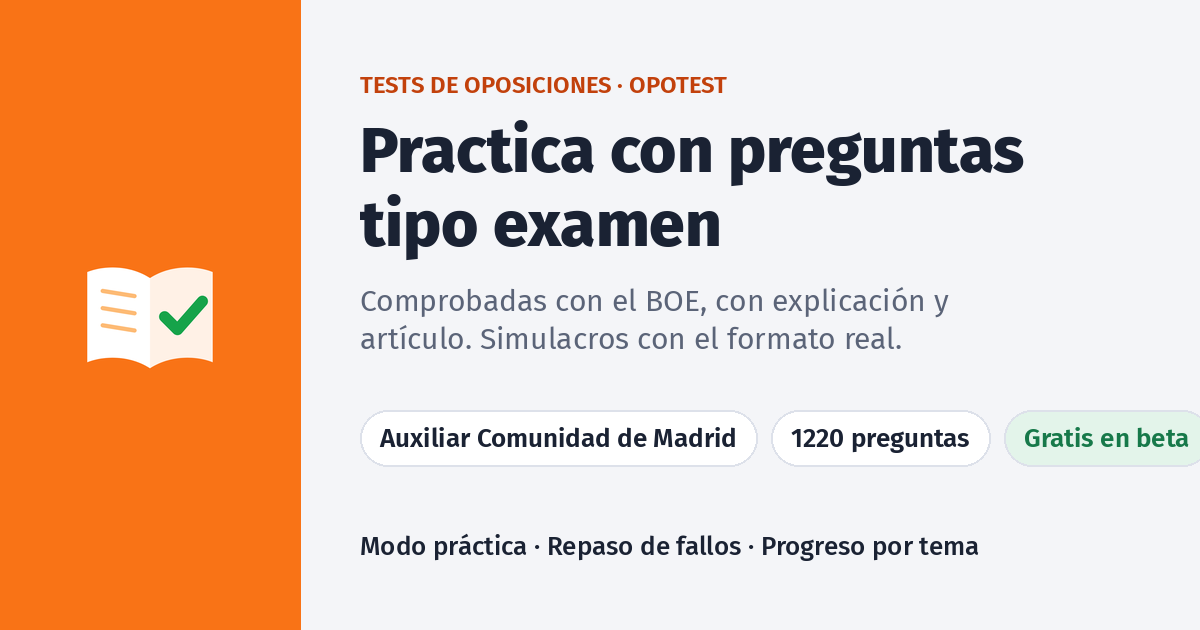 TESTS DE OPOSICIONES · OPOTEST
Practica con preguntas
tipo examen
Comprobadas con el BOE, con explicación y
artículo. Simulacros con el formato real.
Auxiliar Comunidad de Madrid
1220 preguntas
Gratis en beta
Modo práctica · Repaso de fallos · Progreso por tema